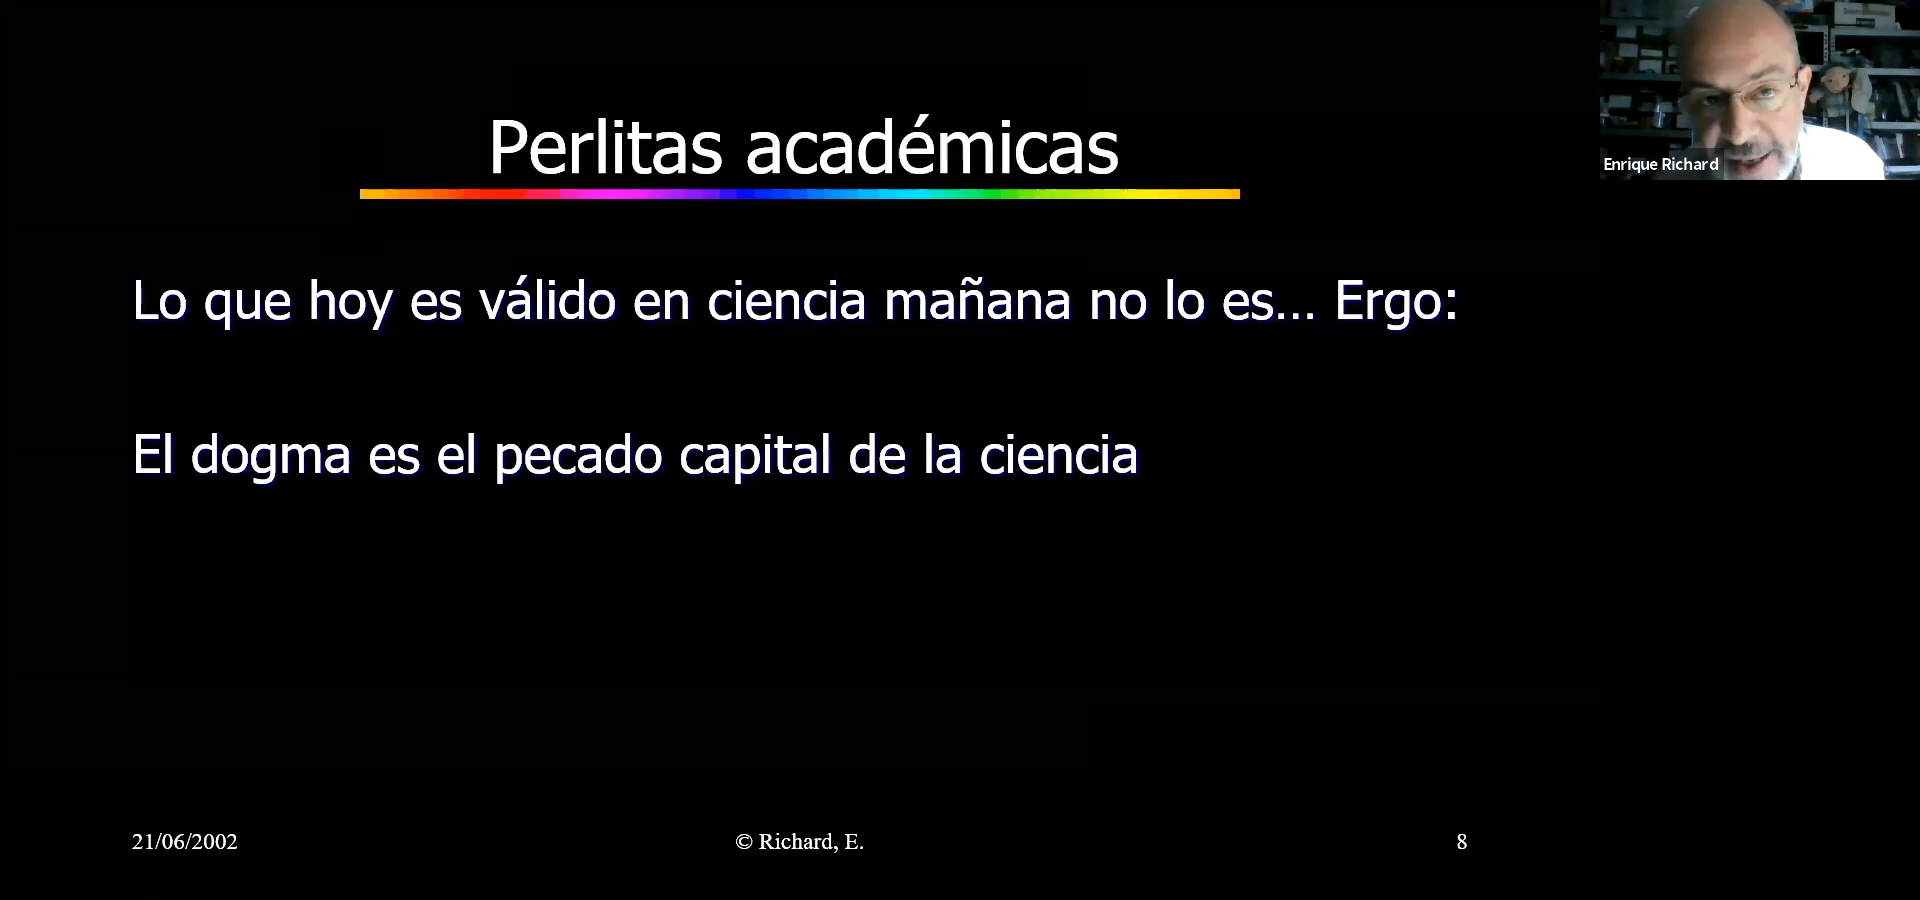 Perlitas académicas
Enrique Richard
Lo que hoy es válido en ciencia mañana no lo es... Ergo:
El dogma es el pecado capital de la ciencia
21/06/2002
© Richard, E.
8